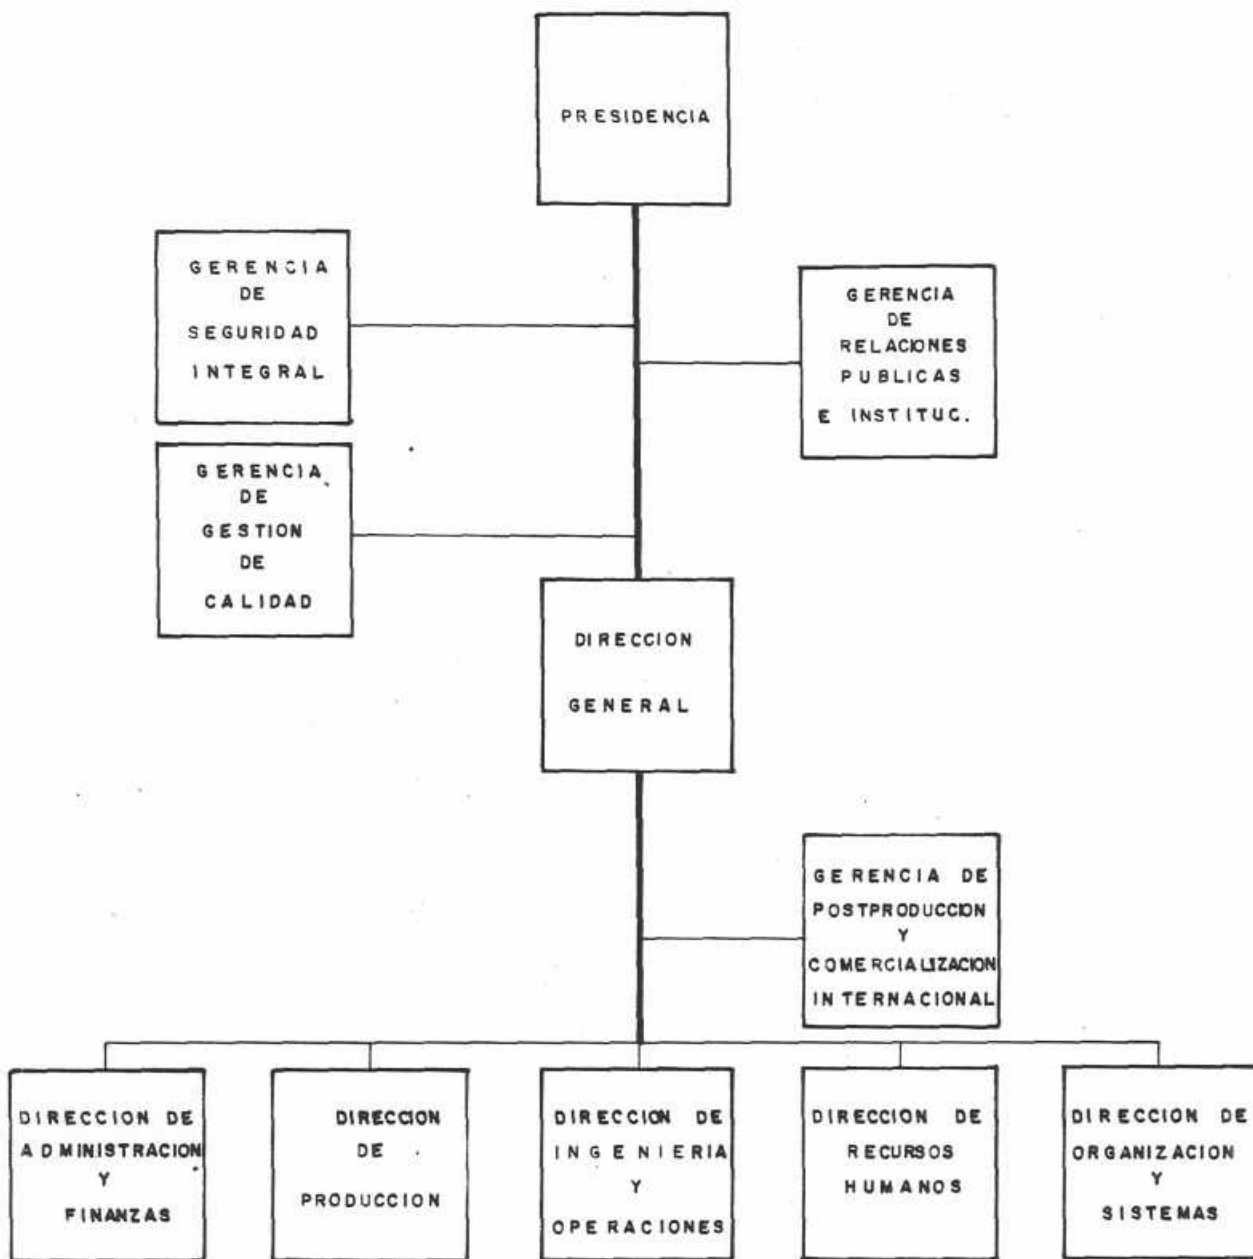 PRESIDENCIA
GERENCIA
DE
SEGURIDAD
INTEGRAL
GERENCIA
DE
RELACIONES
PUBLICAS
E INSTITUC.
GERENCIA
DE
GESTION
DE
CALIDAD
DIRECCION
GENERAL
GERENCIA DE
POSTPRODUCCION
Y
COMERCIALIZACION
INTERNACIONAL
DIRECCION DE
ADMINISTRACION
Y
FINANZAS
DIRECCION
DE
PRODUCCION
DIRECCION DE
INGENIERIA
Y
OPERACIONES
DIRECCION DE
RECURSOS
HUMANOS
DIRECCION DE
ORGANIZACION
Y
SISTEMAS